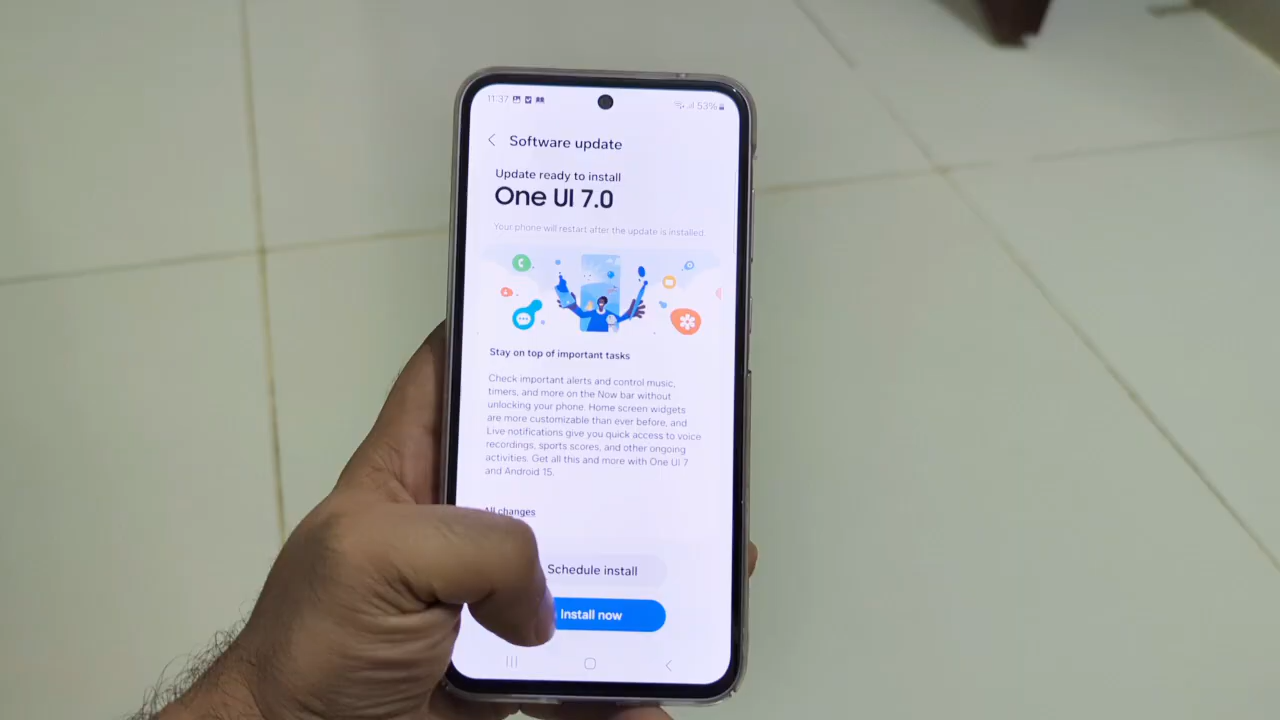 11:37
53%
Software update
Update ready to install
One UI 7.0
Your phone will restart after the update is installed.
Stay on top of important tasks
Check important alerts and control music,
timers, and more on the Now bar without
unlocking your phone. Home screen widgets
are more customizable than ever before, and
Live notifications give you quick access to voice
recordings, sports scores, and other ongoing
activities. Get all this and more with One UI 7
and Android 15.
All changes
Schedule install
Install now